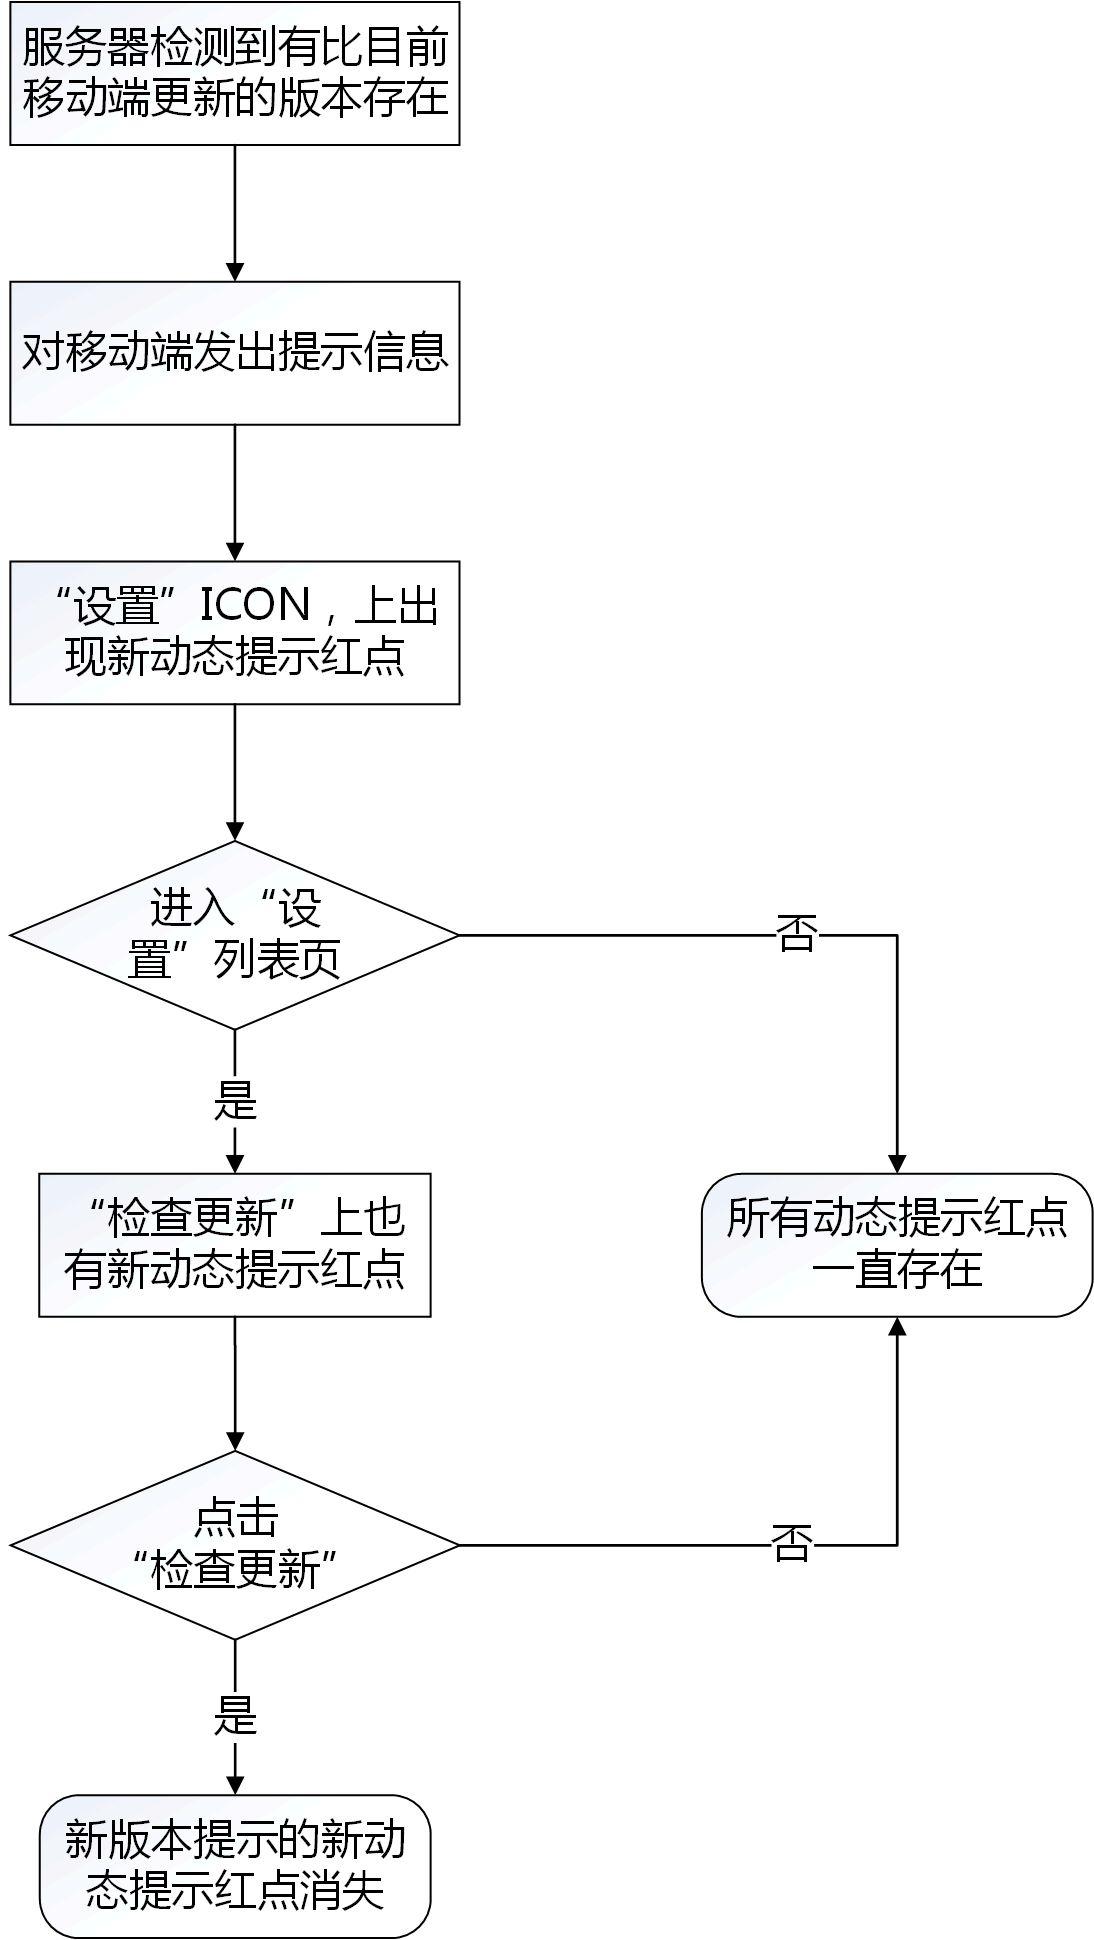 服务器检测到有比目前
移动端更新的版本存在
对移动端发出提示信息
“设置”ICON，上出
现新动态提示红点
进入“设
置”列表页
否
是
“检查更新”上也
有新动态提示红点
所有动态提示红点
一直存在
点击
“检查更新”
否
是
新版本提示的新动
态提示红点消失